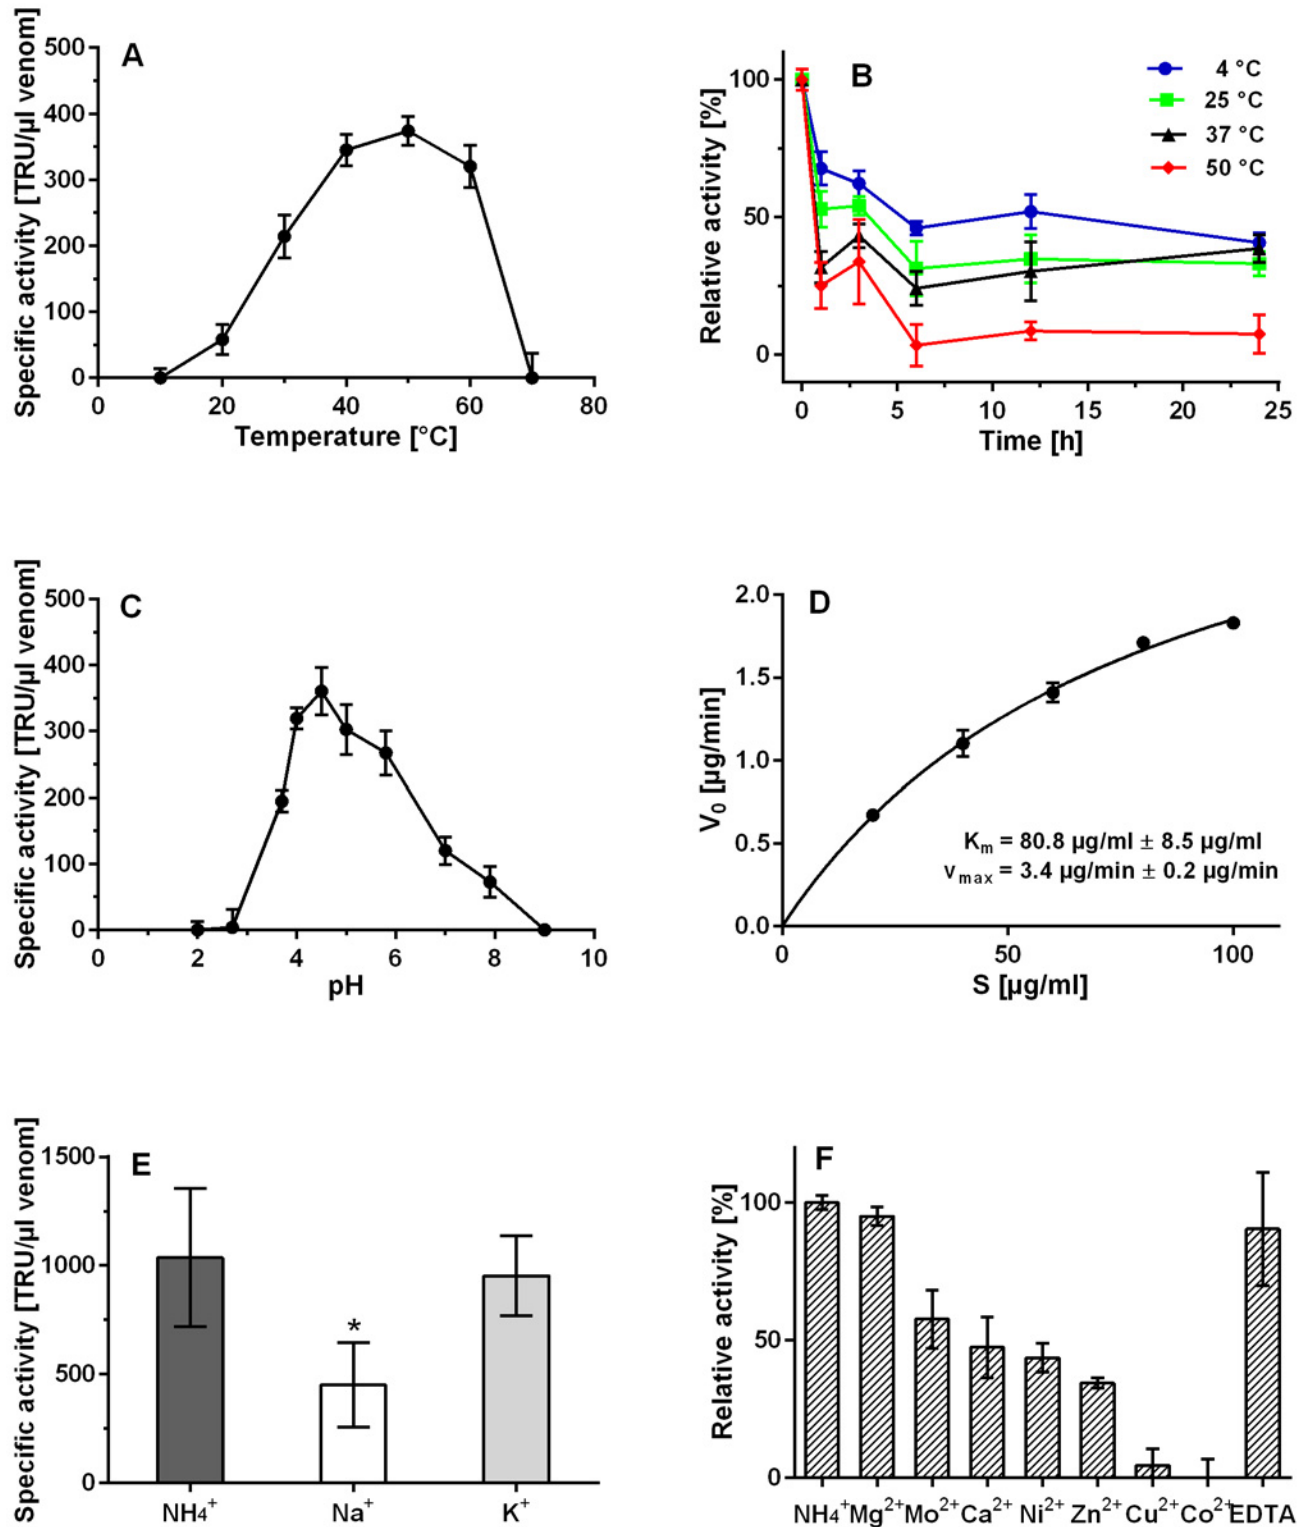 A
Specific activity [TRU/µl venom]
500
400
300
200
100
0
0
20
40
60
80
Temperature [°C]
B
Relative activity [%]
100
50
0
0
5
10
15
20
25
Time [h]
4 °C
25 °C
37 °C
50 °C
C
Specific activity [TRU/µl venom]
500
400
300
200
100
0
0
2
4
6
8
10
pH
D
V₀ [µg/min]
2.0
1.5
1.0
0.5
0.0
0
50
100
S [µg/ml]
Kₘ = 80.8 µg/ml ± 8.5 µg/ml
vmax = 3.4 µg/min ± 0.2 µg/min
E
Specific activity [TRU/µl venom]
1500
1000
500
0
*
NH₄⁺
Na⁺
K⁺
F
Relative activity [%]
100
50
0
NH₄⁺
Mg²⁺
Mo²⁺
Ca²⁺
Ni²⁺
Zn²⁺
Cu²⁺
Co²⁺
EDTA